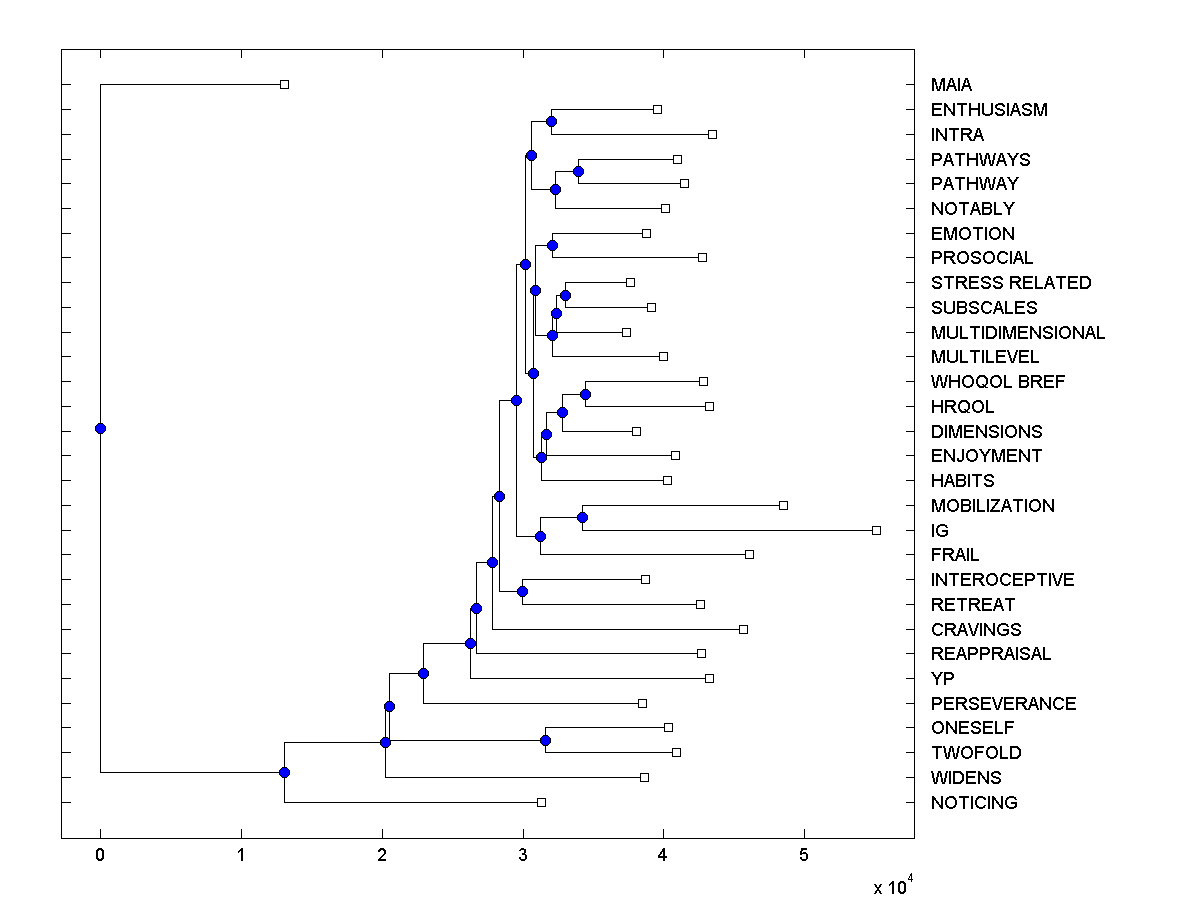 MAIA
ENTHUSIASM
INTRA
PATHWAYS
PATHWAY
NOTABLY
EMOTION
PROSOCIAL
STRESS RELATED
SUBSCALES
MULTIDIMENSIONAL
MULTILEVEL
WHOQOL BREF
HRQOL
DIMENSIONS
ENJOYMENT
HABITS
MOBILIZATION
IG
FRAIL
INTEROCEPTIVE
RETREAT
CRAVINGS
REAPPRAISAL
YP
PERSEVERANCE
ONESELF
TWOFOLD
WIDENS
NOTICING
0 1 2 3 4 5
x 10^4